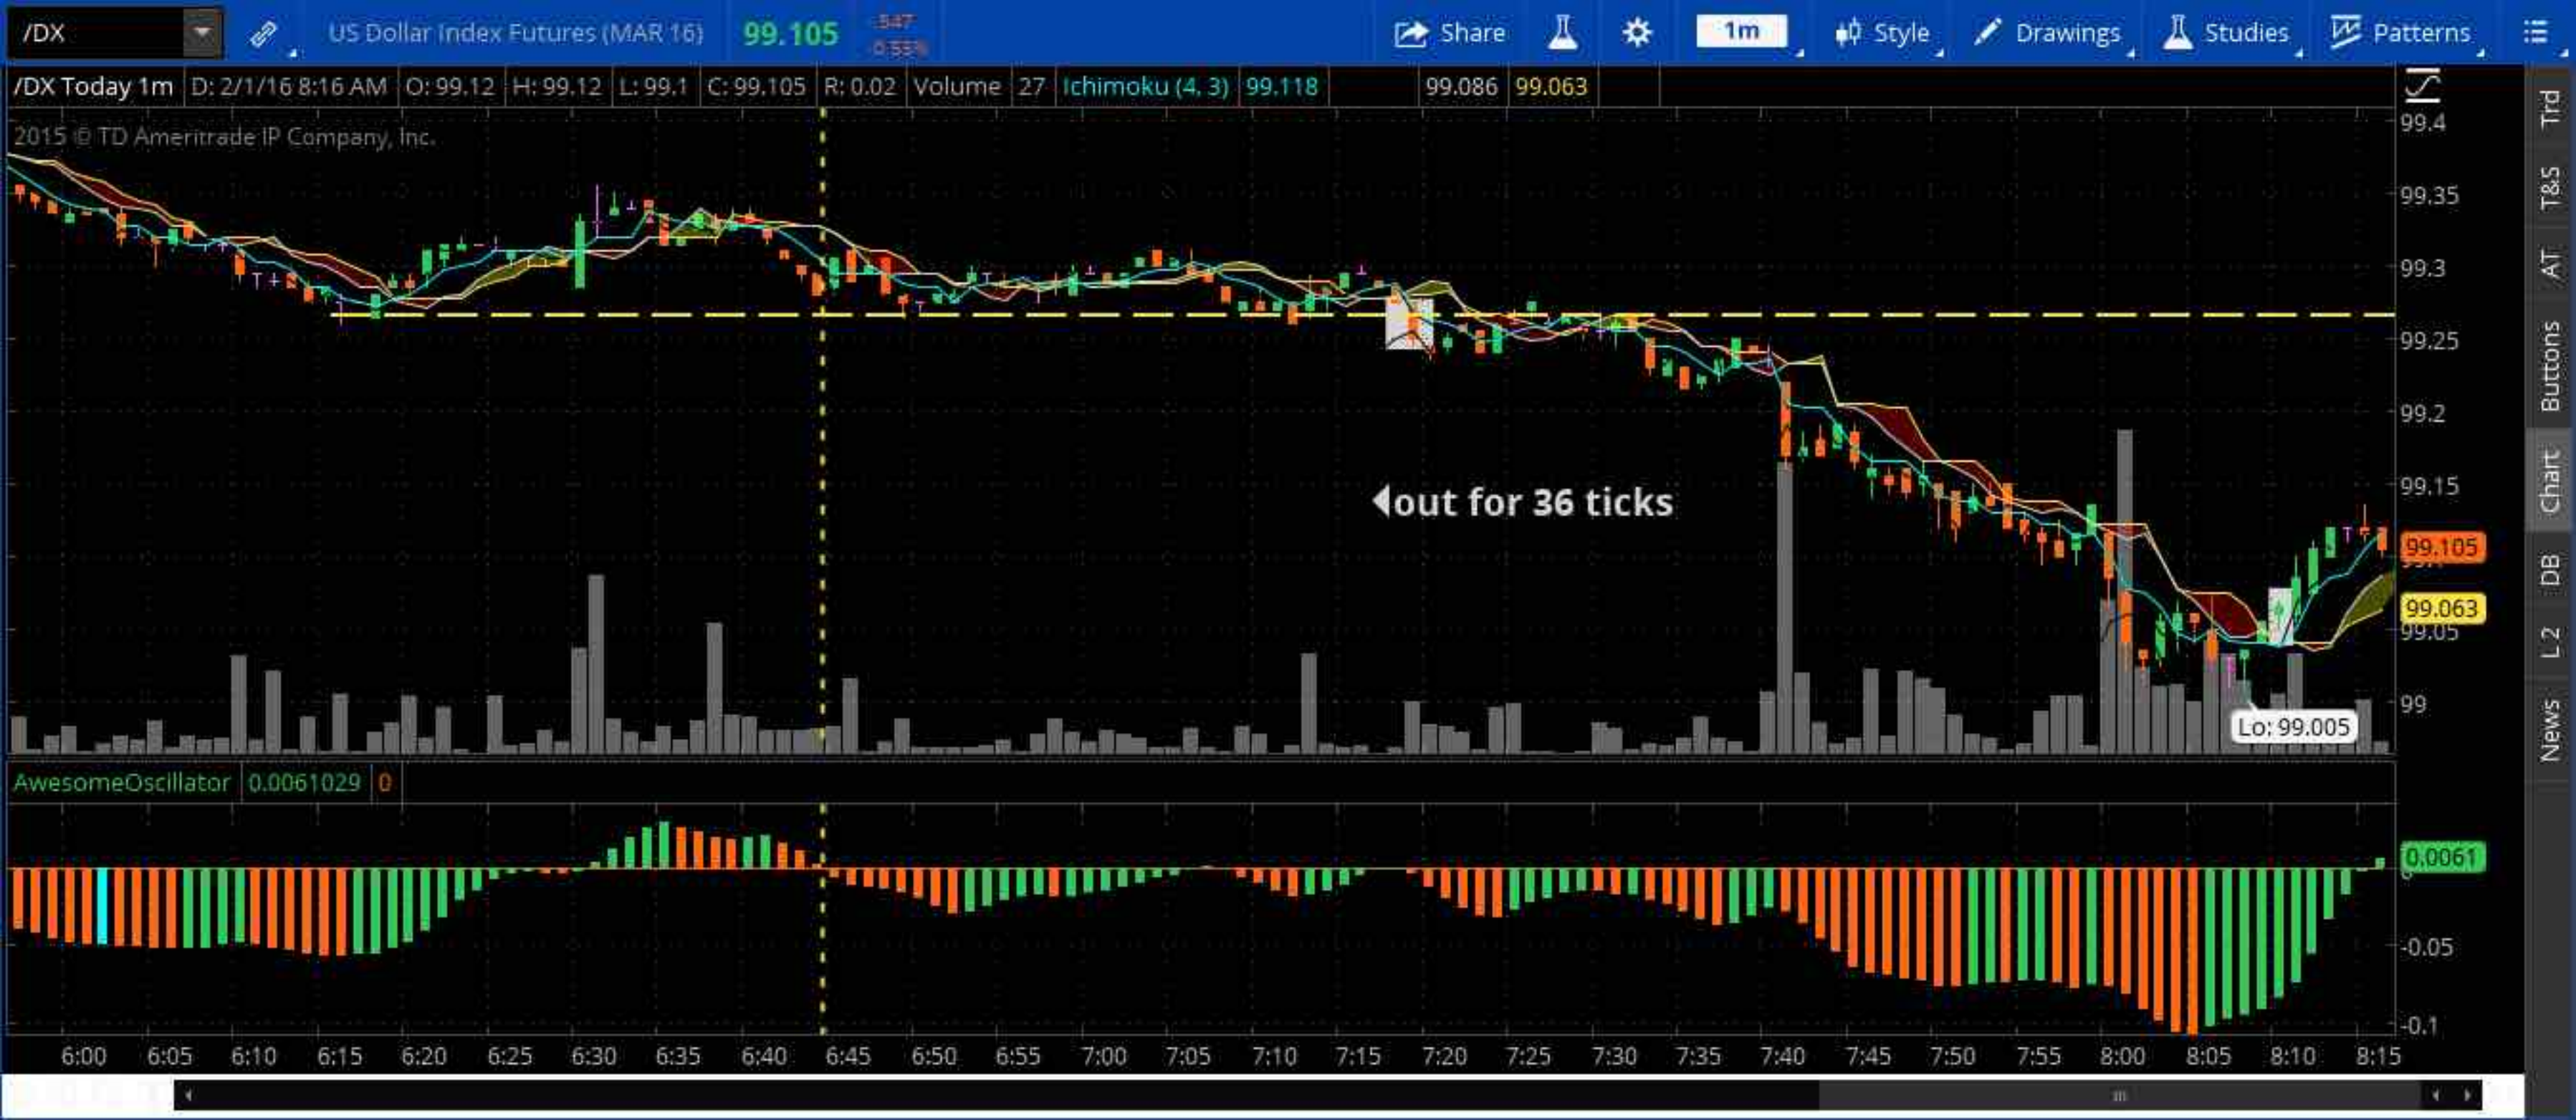 /DX US Dollar Index Futures (MAR 16) 99.105 -.547 -0.55% Share 1m Style Drawings Studies Patterns
/DX Today 1m D: 2/1/16 8:16 AM O: 99.12 H: 99.12 L: 99.1 C: 99.105 R: 0.02 Volume 27 Ichimoku (4, 3) 99.118 99.086 99.063
2015 © TD Ameritrade IP Company, Inc.
99.4
99.35
99.3
99.25
99.2
99.15
99.105
99.063
99.05
99
out for 36 ticks
Lo: 99.005
AwesomeOscillator 0.0061029 0
0.0061
0
-0.05
-0.1
6:00 6:05 6:10 6:15 6:20 6:25 6:30 6:35 6:40 6:45 6:50 6:55 7:00 7:05 7:10 7:15 7:20 7:25 7:30 7:35 7:40 7:45 7:50 7:55 8:00 8:05 8:10 8:15
Trd
T&S
AT
Buttons
Chart
DB
L2
News